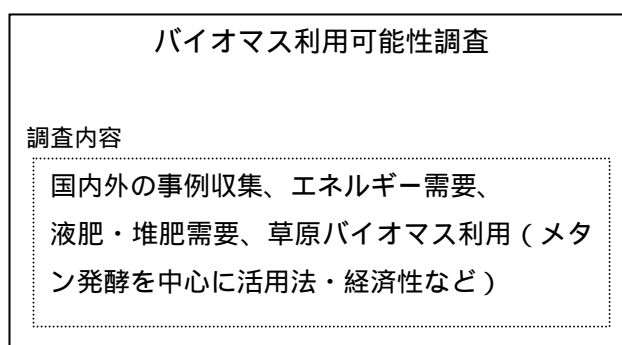 バイオマス利用可能性調査
調査内容
国内外の事例収集、エネルギー需要、
液肥・堆肥需要、草原バイオマス利用(メタ
ン発酵を中心に活用法・経済性など)